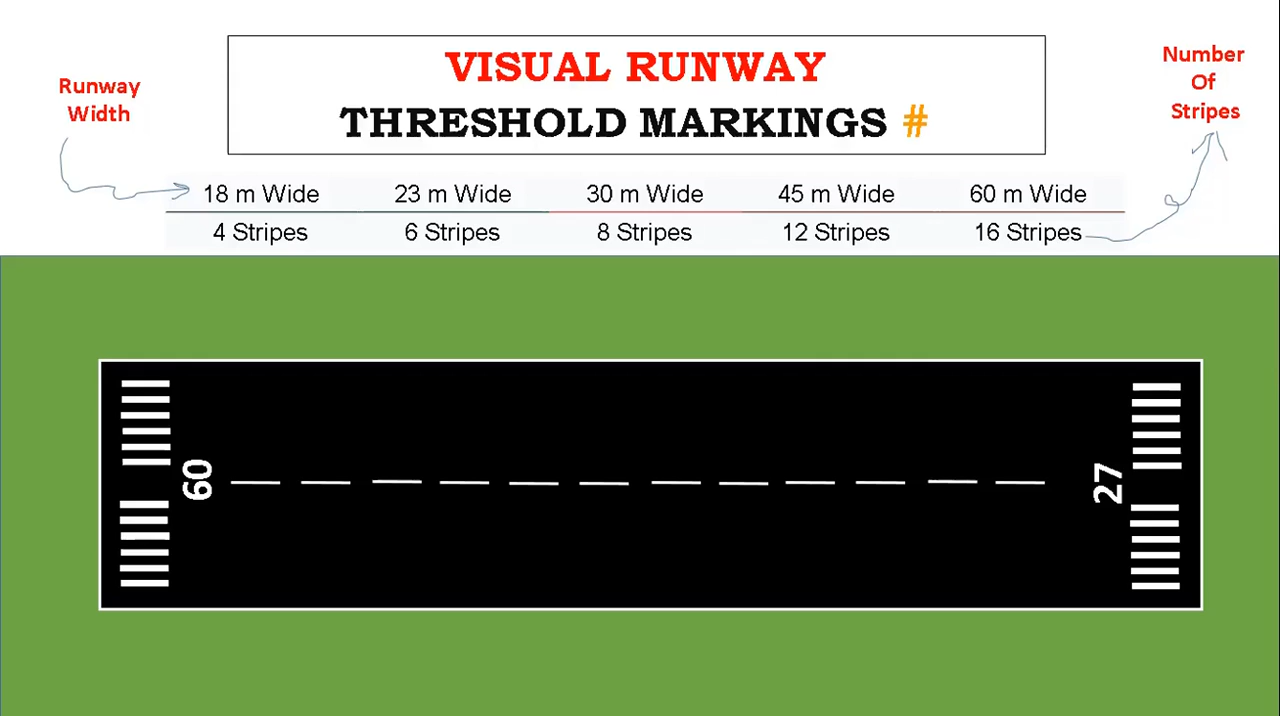 VISUAL RUNWAY
THRESHOLD MARKINGS #
Runway
Width
Number
Of
Stripes
18 m Wide 23 m Wide 30 m Wide 45 m Wide 60 m Wide
4 Stripes 6 Stripes 8 Stripes 12 Stripes 16 Stripes
09
27